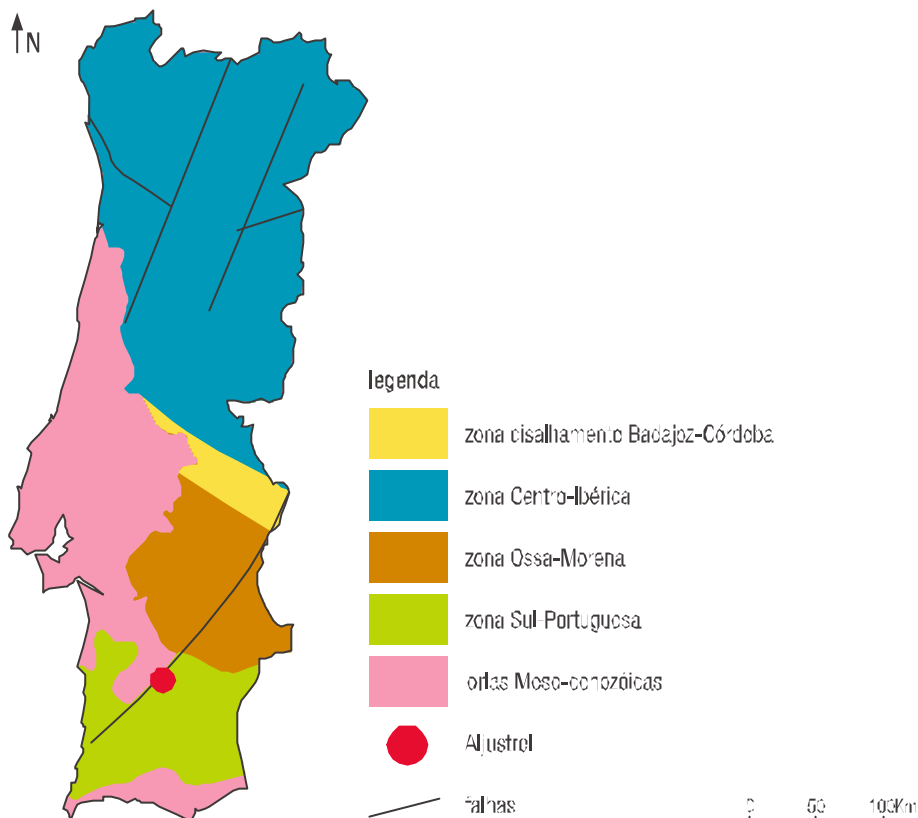 N
legenda
zona cisalhamento Badajoz-Córdoba
zona Centro-Ibérica
zona Ossa-Morena
zona Sul-Portuguesa
orlas Meso-cenozóicas
Aljustrel
falhas
0 50 100Km